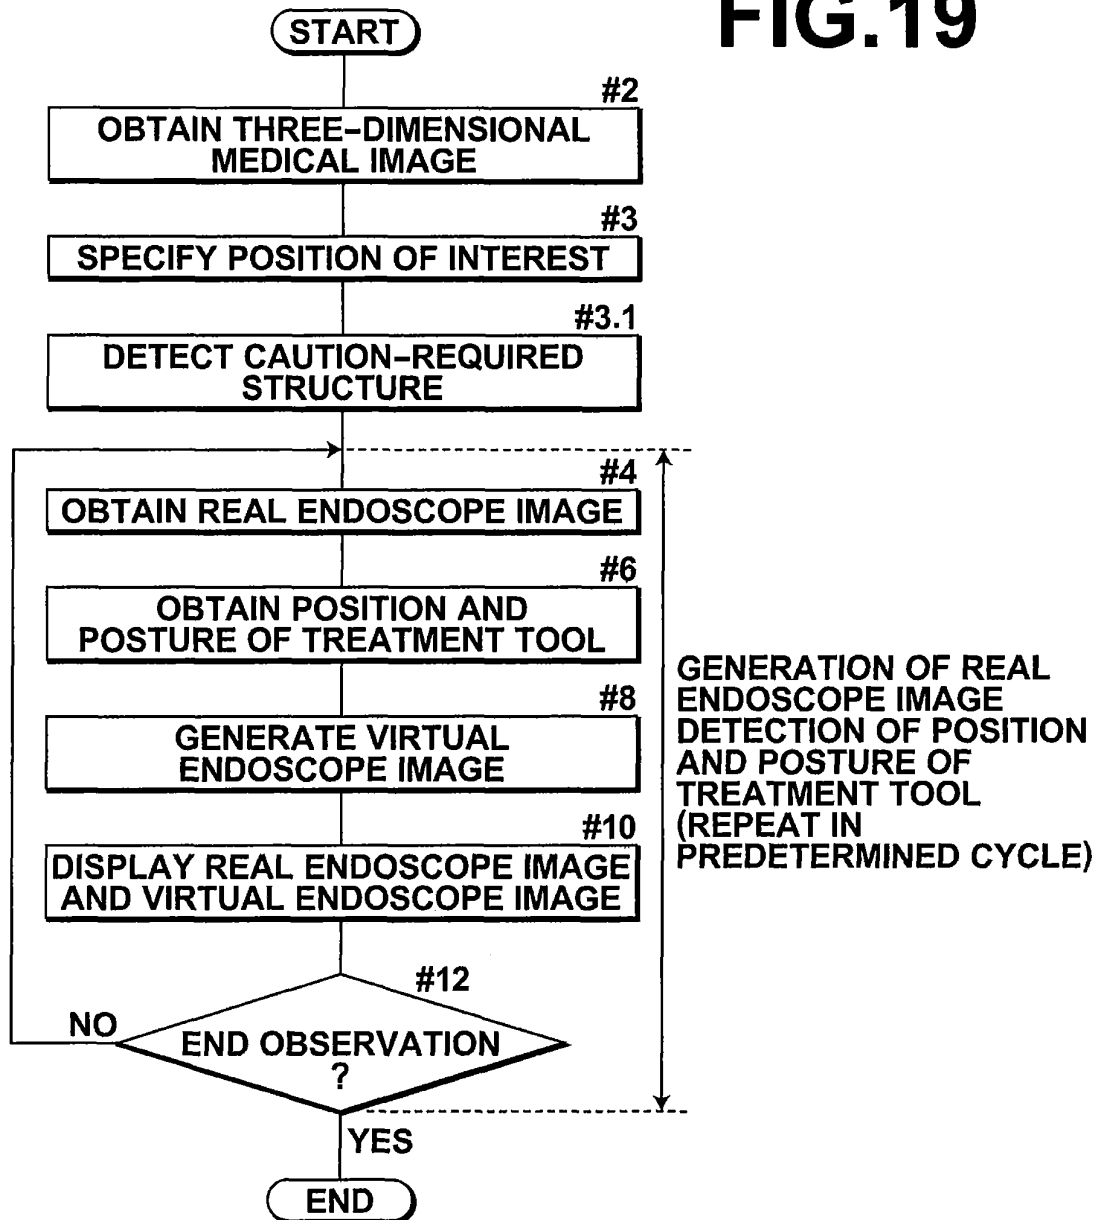 FIG.19
START
#2
OBTAIN THREE-DIMENSIONAL
MEDICAL IMAGE
#3
SPECIFY POSITION OF INTEREST
#3.1
DETECT CAUTION-REQUIRED
STRUCTURE
#4
OBTAIN REAL ENDOSCOPE IMAGE
#6
OBTAIN POSITION AND
POSTURE OF TREATMENT TOOL
#8
GENERATE VIRTUAL
ENDOSCOPE IMAGE
#10
DISPLAY REAL ENDOSCOPE IMAGE
AND VIRTUAL ENDOSCOPE IMAGE
#12
NO
END OBSERVATION
?
YES
END
GENERATION OF REAL
ENDOSCOPE IMAGE
DETECTION OF POSITION
AND POSTURE OF
TREATMENT TOOL
(REPEAT IN
PREDETERMINED CYCLE)